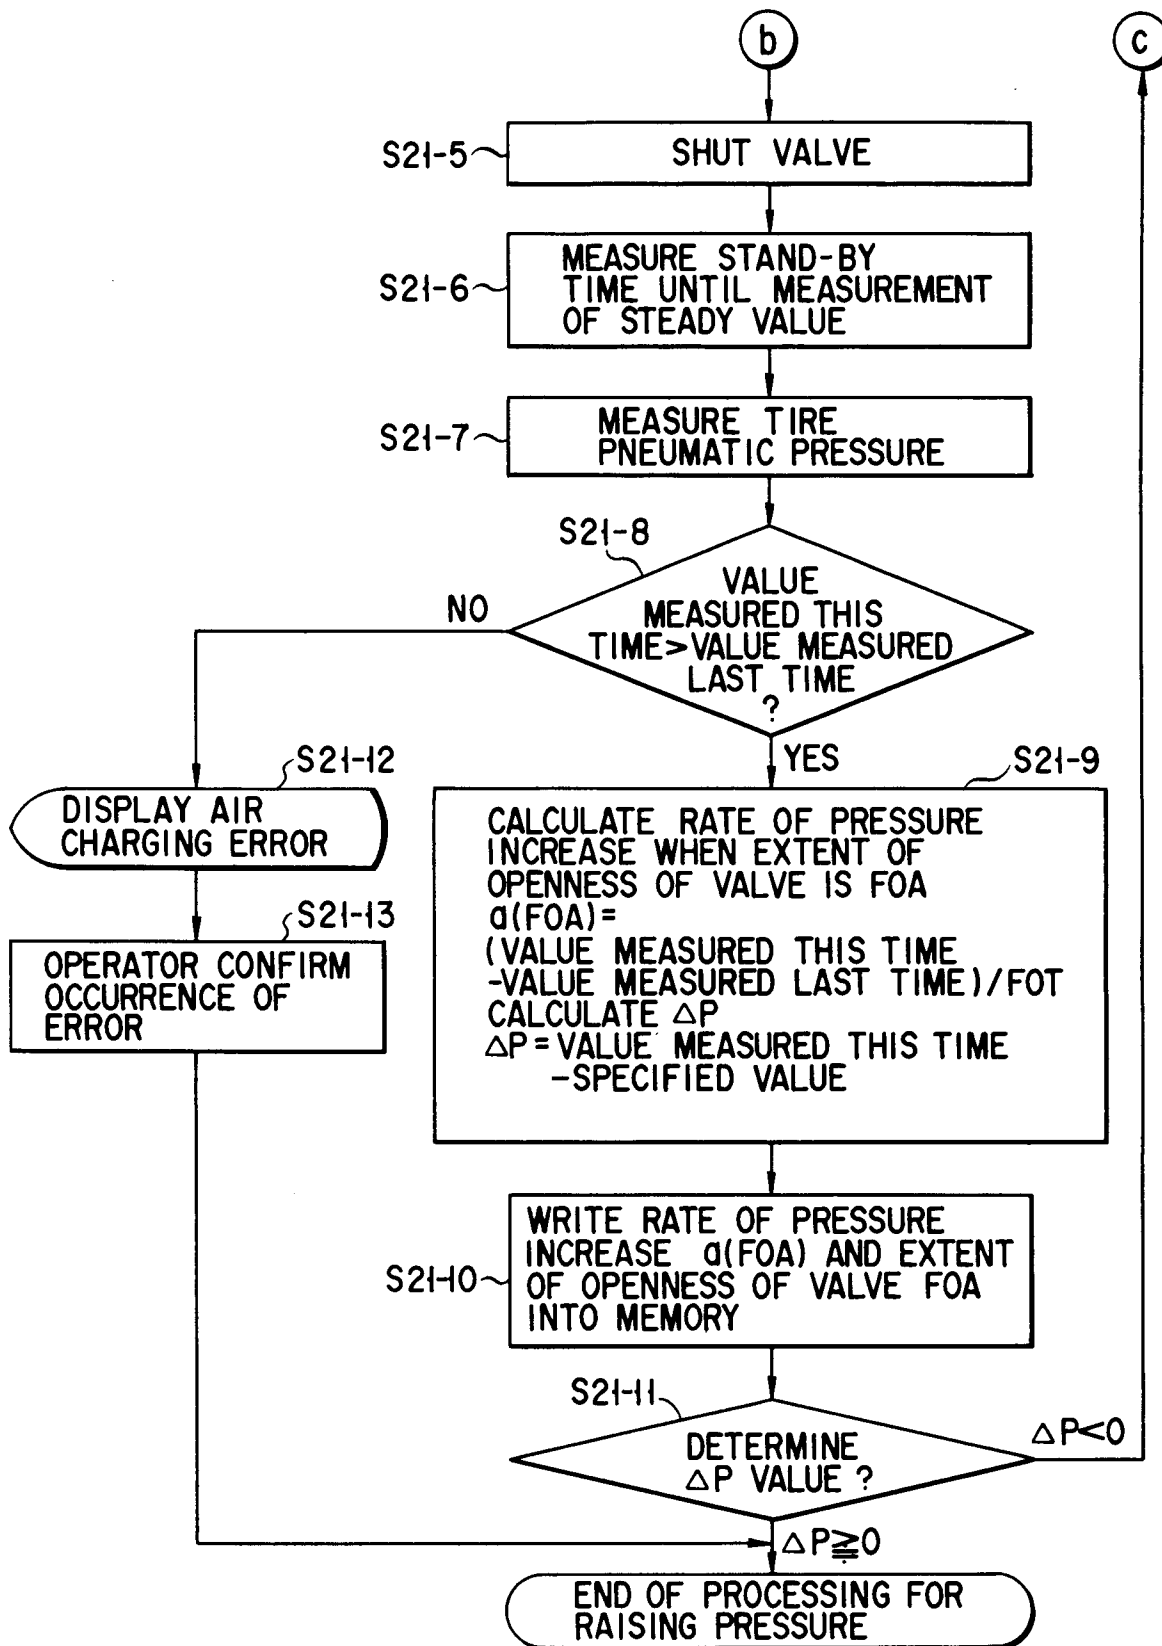 b
c
S21-5
SHUT VALVE
S21-6
MEASURE STAND-BY
TIME UNTIL MEASUREMENT
OF STEADY VALUE
S21-7
MEASURE TIRE
PNEUMATIC PRESSURE
S21-8
VALUE
MEASURED THIS
TIME>VALUE MEASURED
LAST TIME
?
NO
YES
S21-12
DISPLAY AIR
CHARGING ERROR
S21-13
OPERATOR CONFIRM
OCCURRENCE OF
ERROR
S21-9
CALCULATE RATE OF PRESSURE
INCREASE WHEN EXTENT OF
OPENNESS OF VALVE IS FOA
a(FOA)=
(VALUE MEASURED THIS TIME
-VALUE MEASURED LAST TIME)/FOT
CALCULATE △P
△P=VALUE MEASURED THIS TIME
-SPECIFIED VALUE
S21-10
WRITE RATE OF PRESSURE
INCREASE a(FOA) AND EXTENT
OF OPENNESS OF VALVE FOA
INTO MEMORY
S21-11
DETERMINE
△P VALUE ?
△P<0
△P≧0
END OF PROCESSING FOR
RAISING PRESSURE